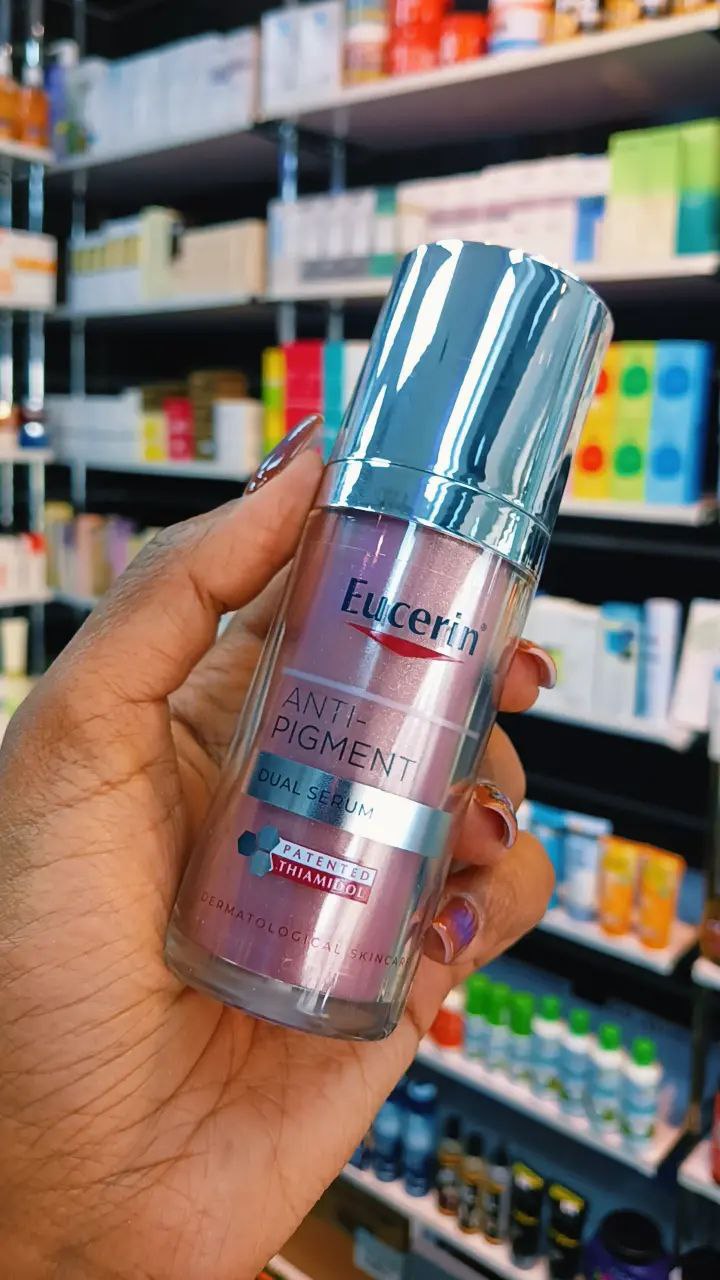 Eucerin®
ANTI-
PIGMENT
DUAL SERUM
PATENTED
THIAMIDOL
DERMATOLOGICAL SKINCARE